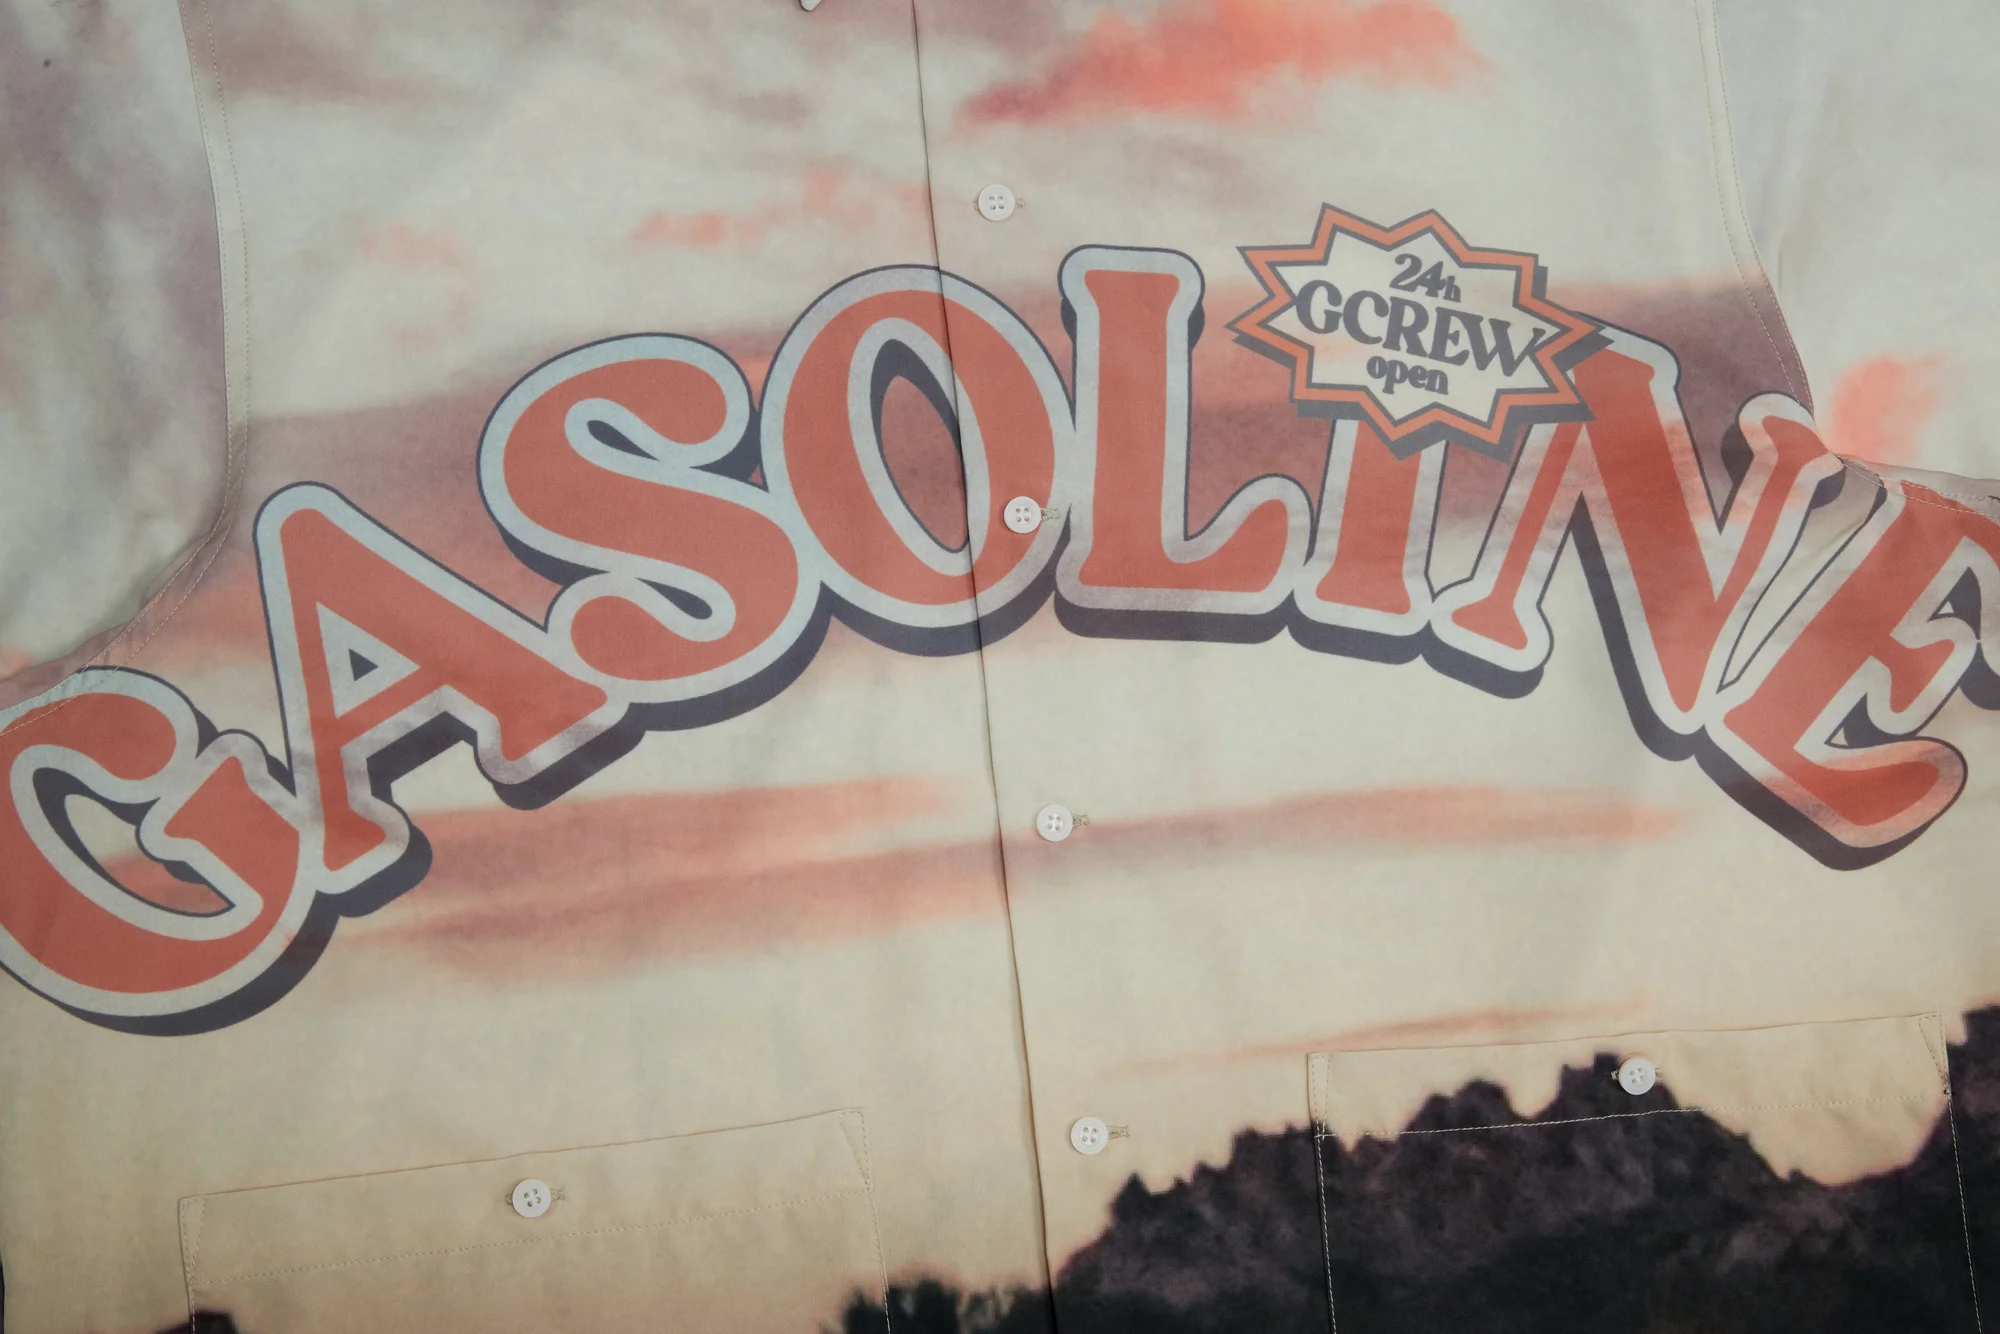 GASOLINE
24h
GCREW
open